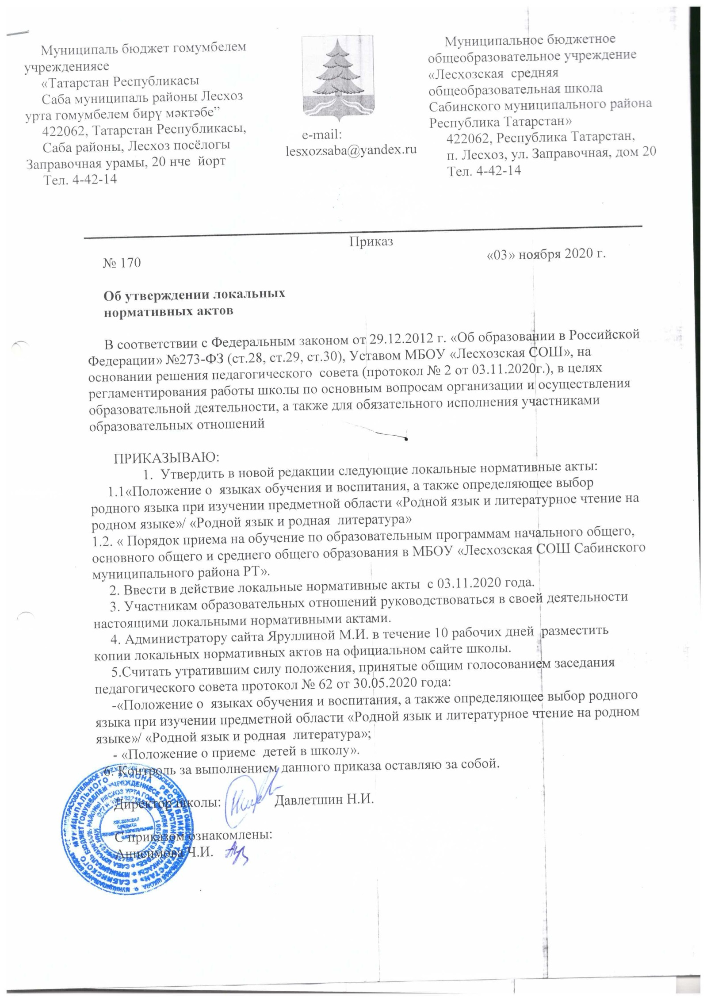 Муниципаль бюджет гомумбелем
учреждениясе
«Татарстан Республикасы
Саба муниципаль районы Лесхоз
урта гомумбелем бирү мәктәбе”
422062, Татарстан Республикасы,
Саба районы, Лесхоз посёлогы
Заправочная урамы, 20 нче йорт
Тел. 4-42-14
e-mail:
lesxozsaba@yandex.ru
Муниципальное бюджетное
общеобразовательное учреждение
«Лесхозская средняя
общеобразовательная школа
Сабинского муниципального района
Республика Татарстан»
422062, Республика Татарстан,
п. Лесхоз, ул. Заправочная, дом 20
Тел. 4-42-14
Приказ
№ 170
«03» ноября 2020 г.
Об утверждении локальных
нормативных актов
В соответствии с Федеральным законом от 29.12.2012 г. «Об образовании в Российской
Федерации» №273-ФЗ (ст.28, ст.29, ст.30), Уставом МБОУ «Лесхозская СОШ», на
основании решения педагогического совета (протокол № 2 от 03.11.2020г.), в целях
регламентирования работы школы по основным вопросам организации и осуществления
образовательной деятельности, а также для обязательного исполнения участниками
образовательных отношений
ПРИКАЗЫВАЮ:
1. Утвердить в новой редакции следующие локальные нормативные акты:
1.1«Положение о языках обучения и воспитания, а также определяющее выбор
родного языка при изучении предметной области «Родной язык и литературное чтение на
родном языке»/ «Родной язык и родная литература»
1.2. « Порядок приема на обучение по образовательным программам начального общего,
основного общего и среднего общего образования в МБОУ «Лесхозская СОШ Сабинского
муниципального района РТ».
2. Ввести в действие локальные нормативные акты с 03.11.2020 года.
3. Участникам образовательных отношений руководствоваться в своей деятельности
настоящими локальными нормативными актами.
4. Администратору сайта Яруллиной М.И. в течение 10 рабочих дней разместить
копии локальных нормативных актов на официальном сайте школы.
5.Считать утратившим силу положения, принятые общим голосованием заседания
педагогического совета протокол № 62 от 30.05.2020 года:
-«Положение о языках обучения и воспитания, а также определяющее выбор родного
языка при изучении предметной области «Родной язык и литературное чтение на родном
языке»/ «Родной язык и родная литература»;
- «Положение о приеме детей в школу».
6. Контроль за выполнением данного приказа оставляю за собой.
Директор школы: Давлетшин Н.И.
С приказом ознакомлены:
Анисимова Ч.И.